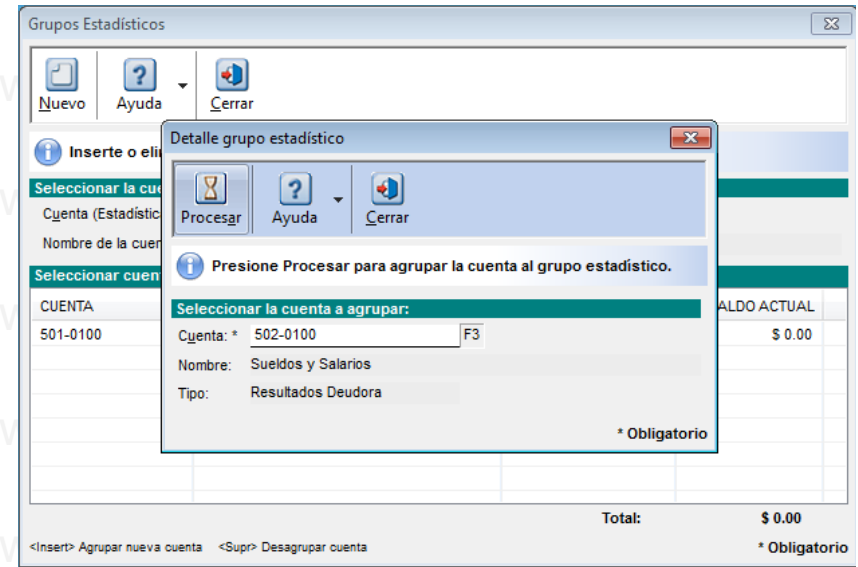 Grupos Estadísticos
Nuevo Ayuda Cerrar
Inserte o eli
Seleccionar la cue
Cuenta (Estadístic
Nombre de la cuen
Seleccionar cuen
CUENTA ALDO ACTUAL
501-0100 $ 0.00
Detalle grupo estadístico
Procesar Ayuda Cerrar
Presione Procesar para agrupar la cuenta al grupo estadístico.
Seleccionar la cuenta a agrupar:
Cuenta: * 502-0100 F3
Nombre: Sueldos y Salarios
Tipo: Resultados Deudora
* Obligatorio
Total: $ 0.00
<Insert> Agrupar nueva cuenta <Supr> Desagrupar cuenta * Obligatorio